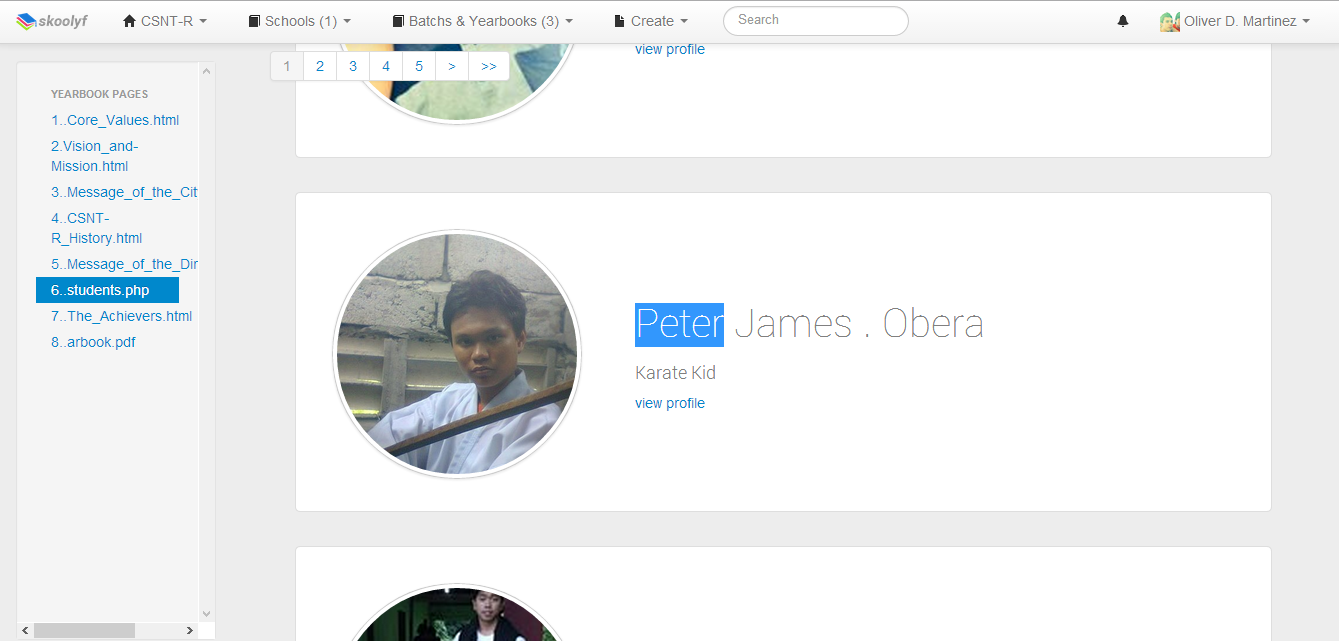 skoolyf CSNT-R Schools (1) Batchs & Yearbooks (3) Create Search Oliver D. Martinez
view profile
1 2 3 4 5 > >>
YEARBOOK PAGES
1..Core_Values.html
2.Vision_and-
Mission.html
3..Message_of_the_Cit
4..CSNT-
R_History.html
5..Message_of_the_Dir
6..students.php
7..The_Achievers.html
8..arbook.pdf
Peter James . Obera
Karate Kid
view profile